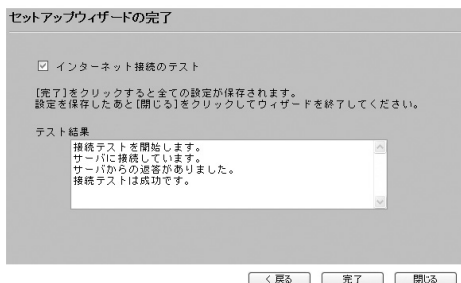 セットアップウィザードの完了
インターネット接続のテスト
[完了]をクリックすると全ての設定が保存されます。
設定を保存したあと[閉じる]をクリックしてウィザードを終了してください。
テスト結果
接続テストを開始します。
サーバに接続しています。
サーバからの返答がありました。
接続テストは成功です。
< 戻る 完了 閉じる